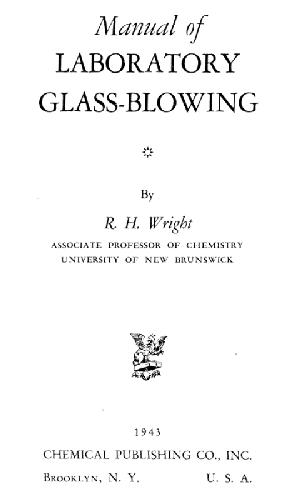 Manual of
LABORATORY
GLASS-BLOWING
By
R. H. Wright
ASSOCIATE PROFESSOR OF CHEMISTRY
UNIVERSITY OF NEW BRUNSWICK
1943
CHEMICAL PUBLISHING CO., INC.
BROOKLYN, N. Y. U. S. A.